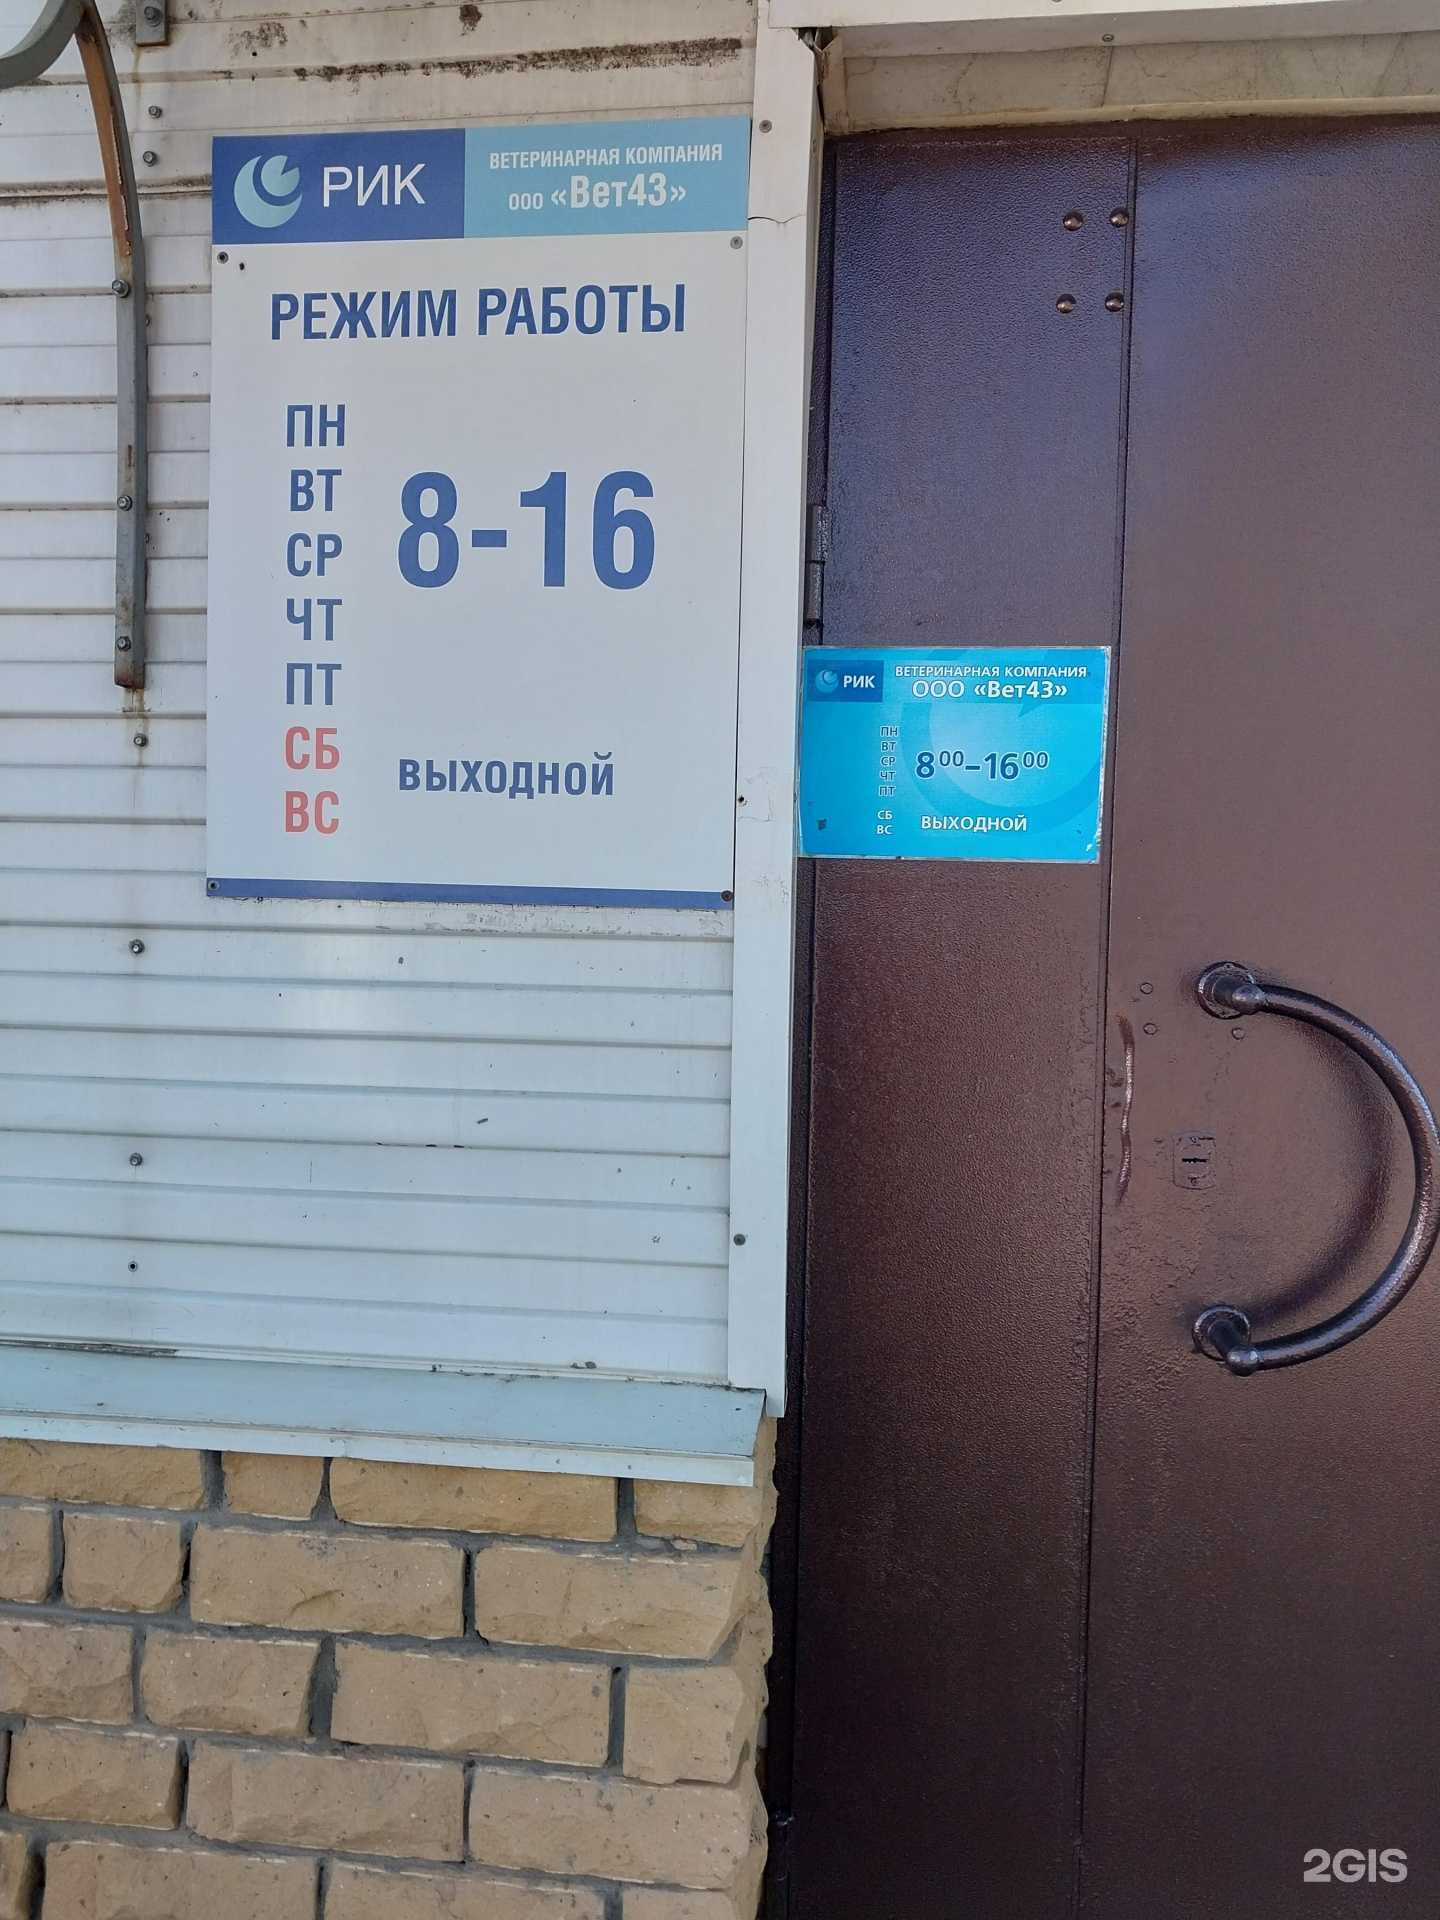 РИК
ВЕТЕРИНАРНАЯ КОМПАНИЯ
ООО «Вет43»
РЕЖИМ РАБОТЫ
ПН
ВТ
СР
ЧТ
ПТ
8-16
СБ
ВС
ВЫХОДНОЙ
РИК
ВЕТЕРИНАРНАЯ КОМПАНИЯ
ООО «Вет43»
ПН
ВТ
СР
ЧТ
ПТ
8⁰⁰–16⁰⁰
СБ
ВС
ВЫХОДНОЙ
2GIS